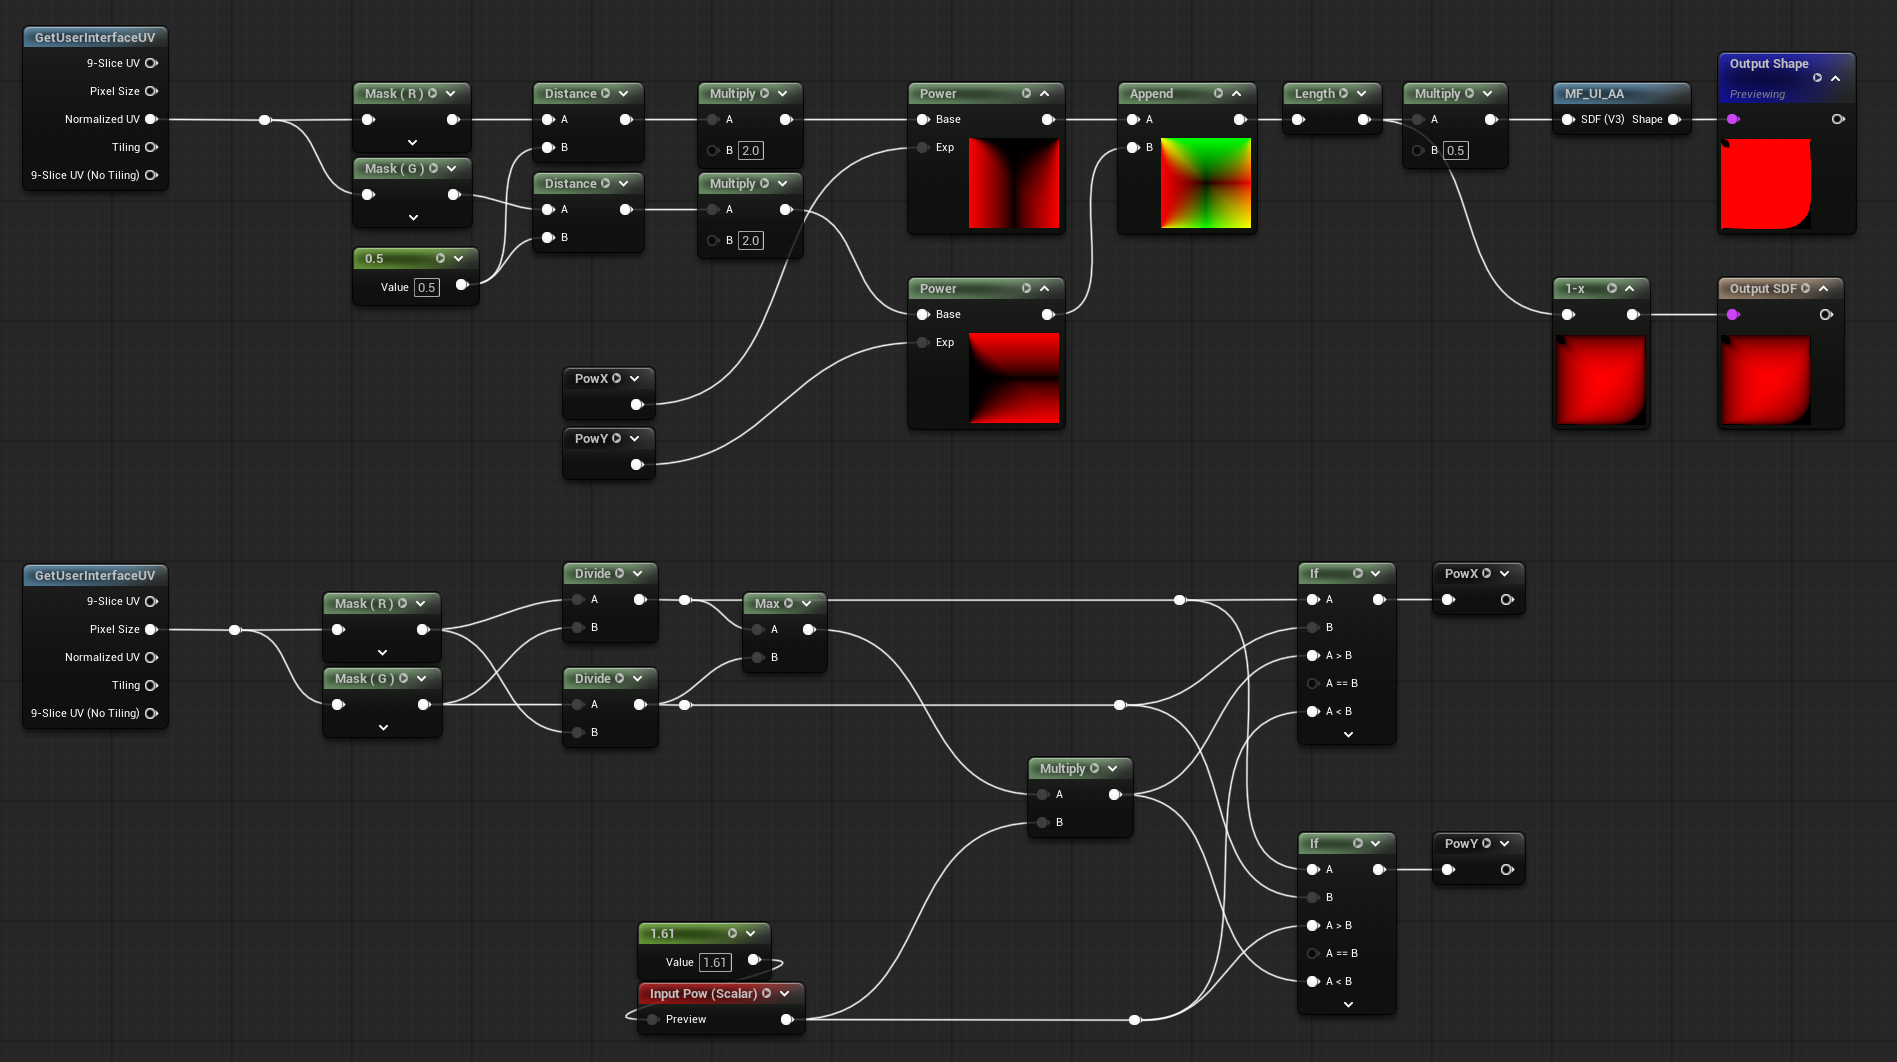 GetUserInterfaceUV
9-Slice UV
Pixel Size
Normalized UV
Tiling
9-Slice UV (No Tiling)
Mask ( R )
Mask ( G )
0.5
Value 0.5
Distance
A
B
Distance
A
B
Multiply
A
B 2.0
Multiply
A
B 2.0
PowX
PowY
Power
Base
Exp
Power
Base
Exp
Append
A
B
Length
Multiply
A
B 0.5
MF_UI_AA
SDF (V3) Shape
Output Shape
Previewing
1-x
Output SDF
GetUserInterfaceUV
9-Slice UV
Pixel Size
Normalized UV
Tiling
9-Slice UV (No Tiling)
Mask ( R )
Mask ( G )
Divide
A
B
Divide
A
B
Max
A
B
Multiply
A
B
1.61
Value 1.61
Input Pow (Scalar)
Preview
If
A
B
A > B
A == B
A < B
PowX
If
A
B
A > B
A == B
A < B
PowY